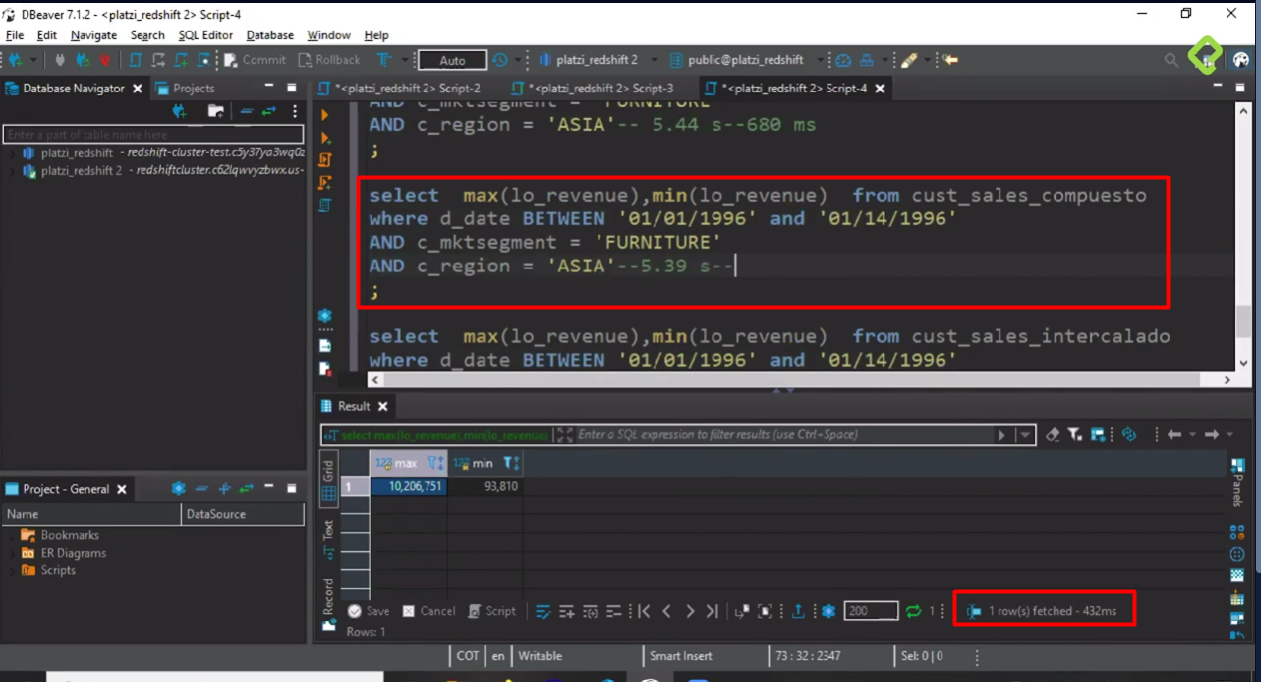 DBeaver 7.1.2 - <platzi_redshift 2> Script-4
File Edit Navigate Search SQL Editor Database Window Help
Commit Rollback Auto platzi_redshift 2 public@platzi_redshift
Database Navigator Projects
*<platzi_redshift 2> Script-2 *<platzi_redshift 2> Script-3 *<platzi_redshift 2> Script-4
Enter a part of table name here
platzi_redshift - redshift-cluster-test.c5y37ya3wq0z
platzi_redshift 2 - redshiftcluster.c62lqwvyzbwx.us-
AND c_mktsegment = 'FURNITURE'
AND c_region = 'ASIA'-- 5.44 s--680 ms
;
select max(lo_revenue),min(lo_revenue) from cust_sales_compuesto
where d_date BETWEEN '01/01/1996' and '01/14/1996'
AND c_mktsegment = 'FURNITURE'
AND c_region = 'ASIA'--5.39 s--
;
select max(lo_revenue),min(lo_revenue) from cust_sales_intercalado
where d_date BETWEEN '01/01/1996' and '01/14/1996'
Result
select max(lo_revenue),min(lo_revenue) Enter a SQL expression to filter results (use Ctrl+Space)
Grid
Text
Record
123 max 123 min
1 10,206,751 93,810
Panels
Save Cancel Script 200 1 1 row(s) fetched - 432ms
Rows: 1
Project - General
Name DataSource
Bookmarks
ER Diagrams
Scripts
COT en Writable Smart Insert 73 : 32 : 2347 Sel: 0 | 0